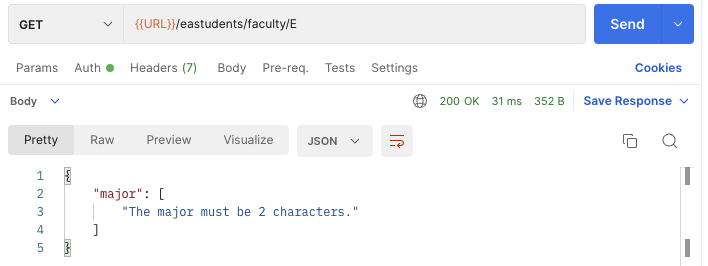 GET {{URL}}/eastudents/faculty/E Send
Params Auth Headers (7) Body Pre-req. Tests Settings Cookies
Body 200 OK 31 ms 352 B Save Response
Pretty Raw Preview Visualize JSON
1 {
2 "major": [
3 "The major must be 2 characters."
4 ]
5 }